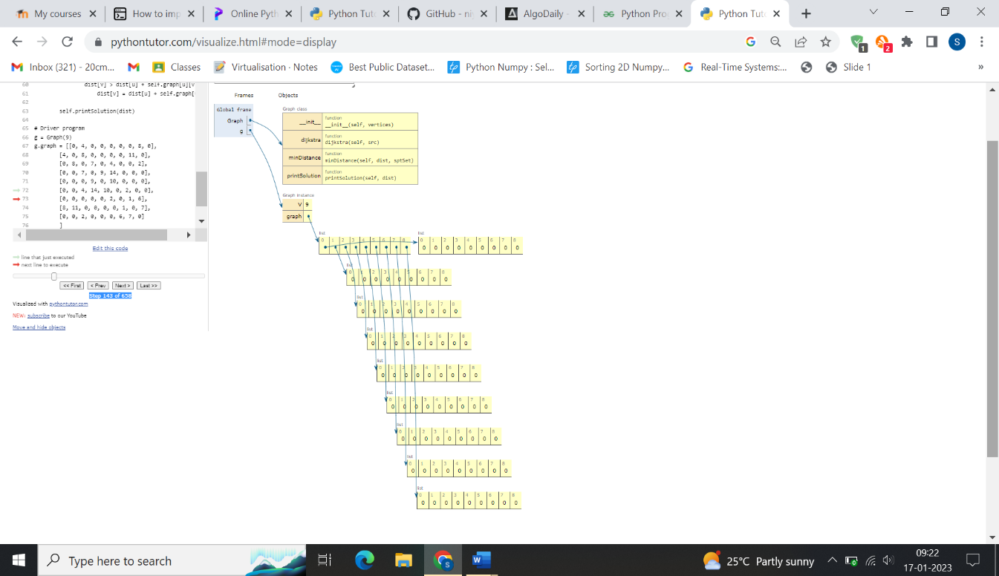 My courses
How to imp
Online Pyth
Python Tut
GitHub - niy
AlgoDaily -
Python Pro
Python Tut
pythontutor.com/visualize.html#mode=display
1
2
S
Inbox (321) - 20cm...
Classes
Virtualisation · Notes
Best Public Dataset...
Python Numpy : Sel...
Sorting 2D Numpy...
Real-Time Systems:...
Slide 1
»
60 dist[v] > dist[u] + self.graph[u][v
61 dist[v] = dist[u] + self.graph[
62
63 self.printSolution(dist)
64
65 # Driver program
66 g = Graph(9)
67 g.graph = [[0, 4, 0, 0, 0, 0, 0, 8, 0],
68 [4, 0, 8, 0, 0, 0, 0, 11, 0],
69 [0, 8, 0, 7, 0, 4, 0, 0, 2],
70 [0, 0, 7, 0, 9, 14, 0, 0, 0],
71 [0, 0, 0, 9, 0, 10, 0, 0, 0],
72 [0, 0, 4, 14, 10, 0, 2, 0, 0],
73 [0, 0, 0, 0, 0, 2, 0, 1, 6],
74 [8, 11, 0, 0, 0, 0, 1, 0, 7],
75 [0, 0, 2, 0, 0, 0, 6, 7, 0]
76 ]
Edit this code
line that just executed
next line to execute
<< First
< Prev
Next >
Last >>
Step 143 of 658
Visualized with pythontutor.com
NEW: subscribe to our YouTube
Move and hide objects
Frames
Objects
Global frame
Graph
g
Graph class
__init__
function
__init__(self, vertices)
dijkstra
function
dijkstra(self, src)
minDistance
function
minDistance(self, dist, sptSet)
printSolution
function
printSolution(self, dist)
Graph instance
V 9
graph
list
0 1 2 3 4 5 6 7 8
list
0 1 2 3 4 5 6 7 8
0 0 0 0 0 0 0 0 0
list
0 1 2 3 4 5 6 7 8
0 0 0 0 0 0 0 0 0
list
0 1 2 3 4 5 6 7 8
0 0 0 0 0 0 0 0 0
list
0 1 2 3 4 5 6 7 8
0 0 0 0 0 0 0 0 0
list
0 1 2 3 4 5 6 7 8
0 0 0 0 0 0 0 0 0
list
0 1 2 3 4 5 6 7 8
0 0 0 0 0 0 0 0 0
list
0 1 2 3 4 5 6 7 8
0 0 0 0 0 0 0 0 0
list
0 1 2 3 4 5 6 7 8
0 0 0 0 0 0 0 0 0
list
0 1 2 3 4 5 6 7 8
0 0 0 0 0 0 0 0 0
Type here to search
S
W
25°C Partly sunny
09:22
17-01-2023